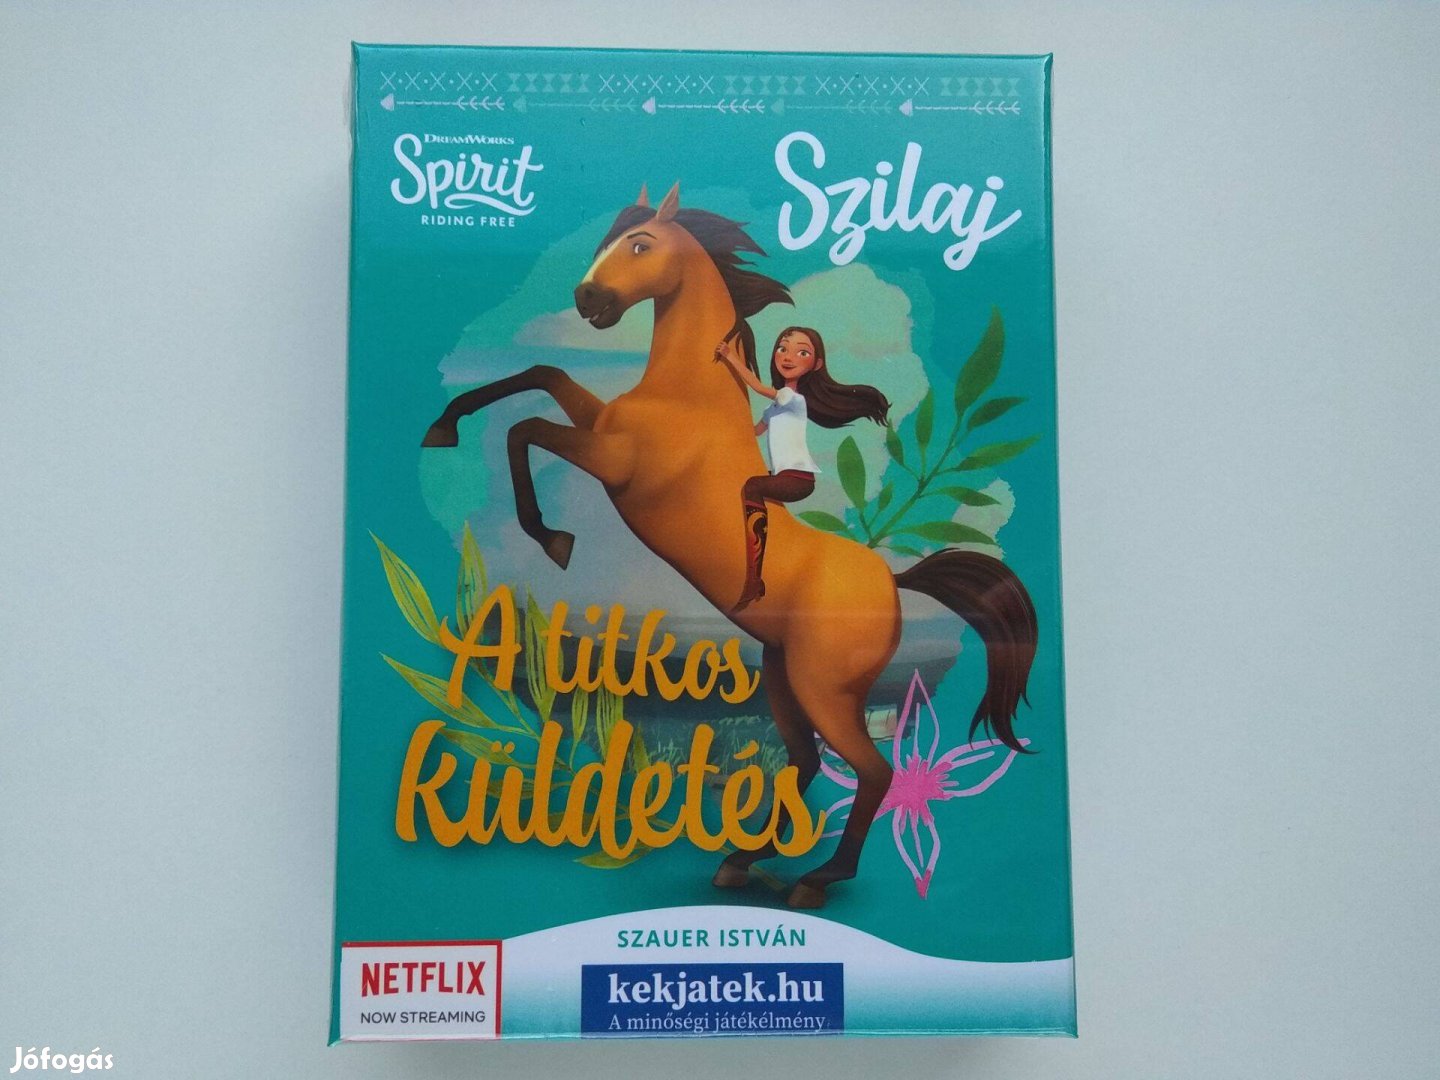 DREAMWORKS
Spirit
RIDING FREE
Szilaj
A titkos
küldetés
SZAUER ISTVÁN
NETFLIX
NOW STREAMING
kekjatek.hu
A minőségi játékélmény
Jófogás